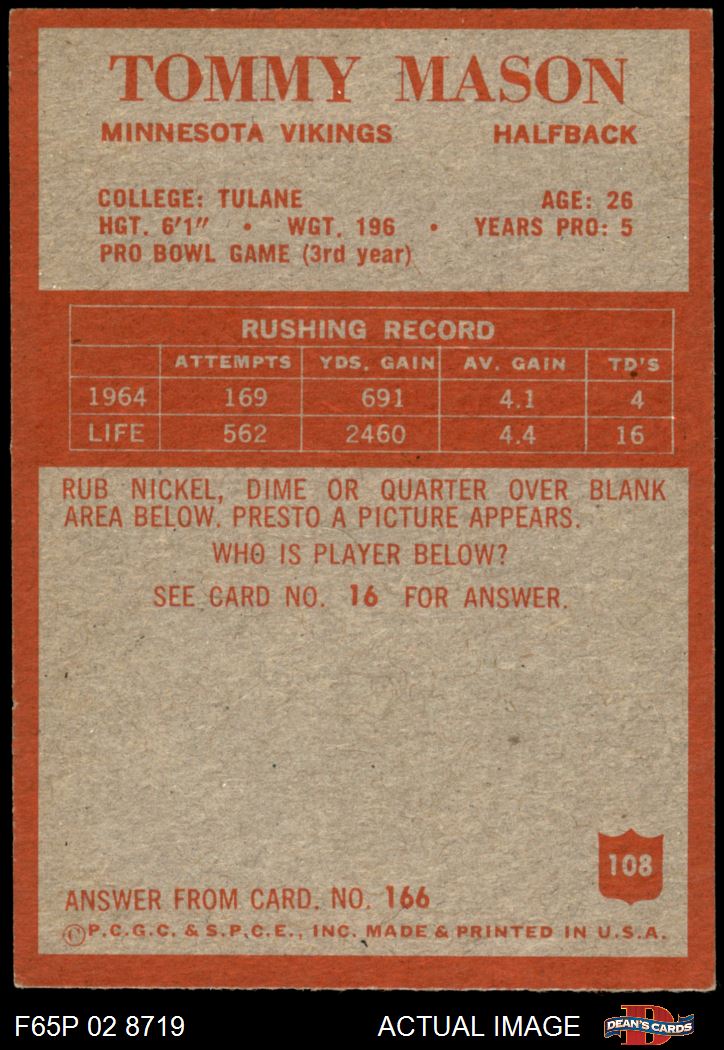 TOMMY MASON
MINNESOTA VIKINGS HALFBACK
COLLEGE: TULANE AGE: 26
HGT. 6'1" • WGT. 196 • YEARS PRO: 5
PRO BOWL GAME (3rd year)
RUSHING RECORD
ATTEMPTS YDS. GAIN AV. GAIN TD'S
1964 169 691 4.1 4
LIFE 562 2460 4.4 16
RUB NICKEL, DIME OR QUARTER OVER BLANK
AREA BELOW. PRESTO A PICTURE APPEARS.
WHO IS PLAYER BELOW?
SEE CARD NO. 16 FOR ANSWER.
108
ANSWER FROM CARD. NO. 166
©P.C.G.C. & S.P.C.E., INC. MADE & PRINTED IN U.S.A.
F65P 02 8719 ACTUAL IMAGE D DEAN'S CARDS